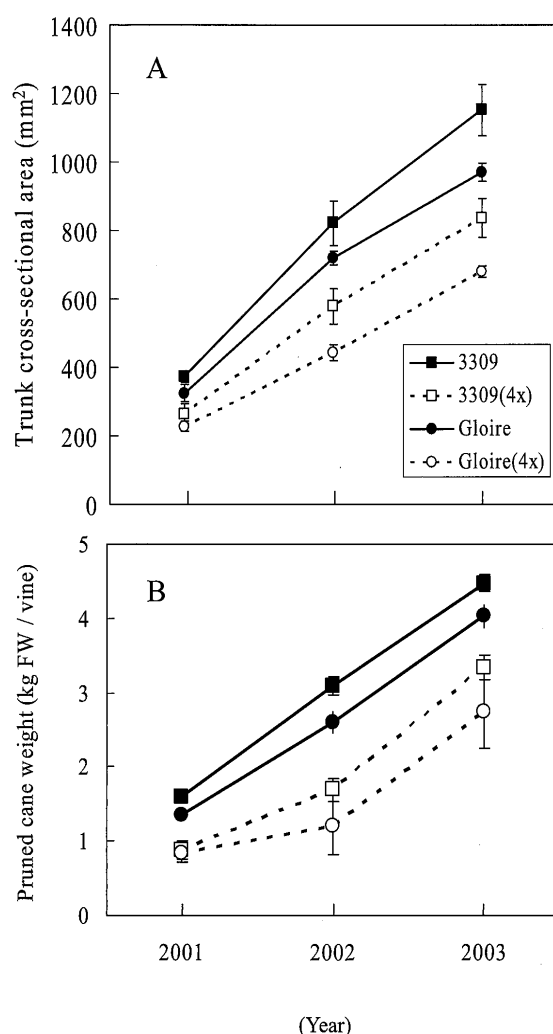 1400
1200
1000
800
600
400
200
0
Trunk cross-sectional area (mm²)
A
3309
3309(4x)
Gloire
Gloire(4x)
5
4
3
2
1
0
Pruned cane weight (kg FW / vine)
B
2001 2002 2003
(Year)